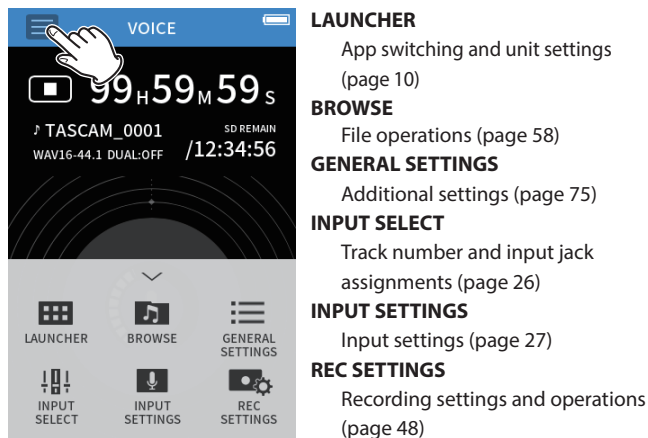 VOICE
99H59M59s
♪ TASCAM_0001
SD REMAIN
WAV16-44.1 DUAL:OFF
/12:34:56
LAUNCHER
BROWSE
GENERAL
SETTINGS
INPUT
SELECT
INPUT
SETTINGS
REC
SETTINGS
LAUNCHER
App switching and unit settings
(page 10)
BROWSE
File operations (page 58)
GENERAL SETTINGS
Additional settings (page 75)
INPUT SELECT
Track number and input jack
assignments (page 26)
INPUT SETTINGS
Input settings (page 27)
REC SETTINGS
Recording settings and operations
(page 48)